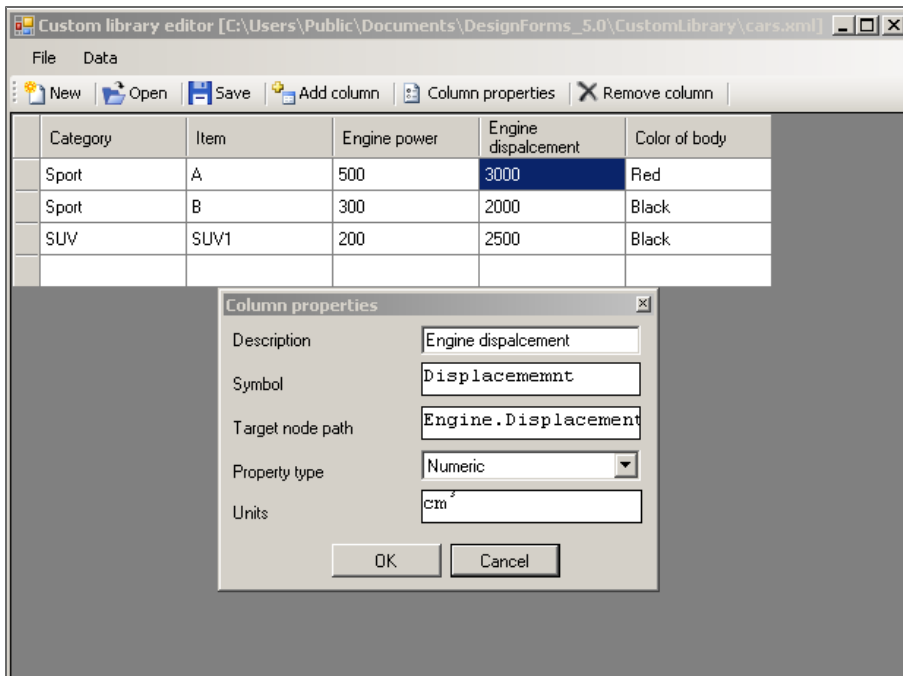 Custom library editor [C:\Users\Public\Documents\DesignForms_5.0\CustomLibrary\cars.xml]
File Data
New Open Save Add column Column properties Remove column
Category Item Engine power Engine dispalcement Color of body
Sport A 500 3000 Red
Sport B 300 2000 Black
SUV SUV1 200 2500 Black
Column properties
Description Engine dispalcement
Symbol Displacememnt
Target node path Engine.Displacement
Property type Numeric
Units cm³
OK Cancel